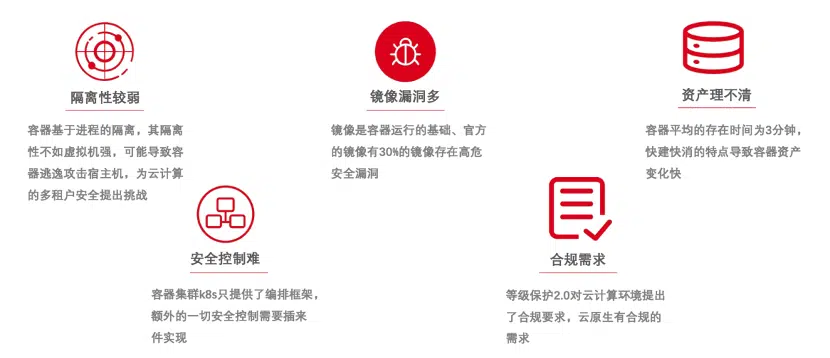 隔离性较弱
容器基于进程的隔离，其隔离
性不如虚拟机强，可能导致容
器逃逸攻击宿主机，为云计算
的多租户安全提出挑战
镜像漏洞多
镜像是容器运行的基础、官方
的镜像有30%的镜像存在高危
安全漏洞
资产理不清
容器平均的存在时间为3分钟，
快建快消的特点导致容器资产
变化快
安全控制难
容器集群k8s只提供了编排框架，
额外的一切安全控制需要插来
件实现
合规需求
等级保护2.0对云计算环境提出
了合规要求，云原生有合规的
需求